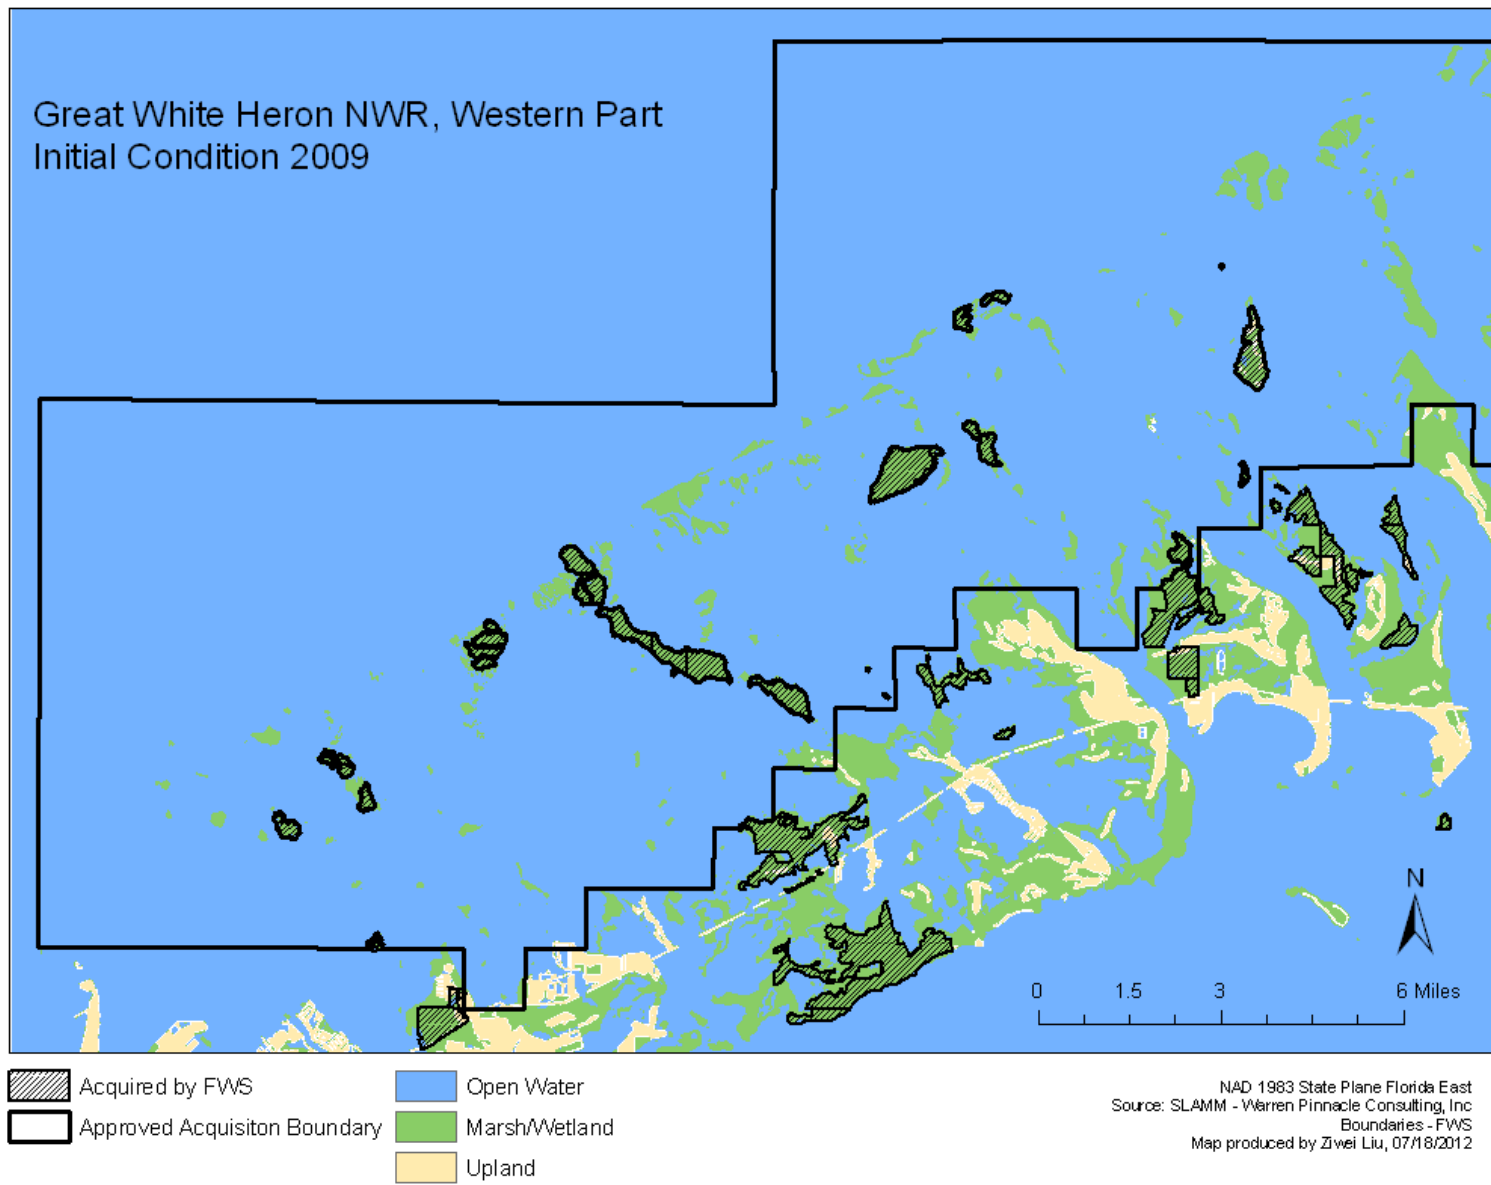 Great White Heron NWR, Western Part
Initial Condition 2009
N
0 1.5 3 6 Miles
Acquired by FWS
Approved Acquisiton Boundary
Open Water
Marsh/Wetland
Upland
NAD 1983 State Plane Florida East
Source: SLAMM - Warren Pinnacle Consulting, Inc
Boundaries - FWS
Map produced by Ziwei Liu, 07/18/2012